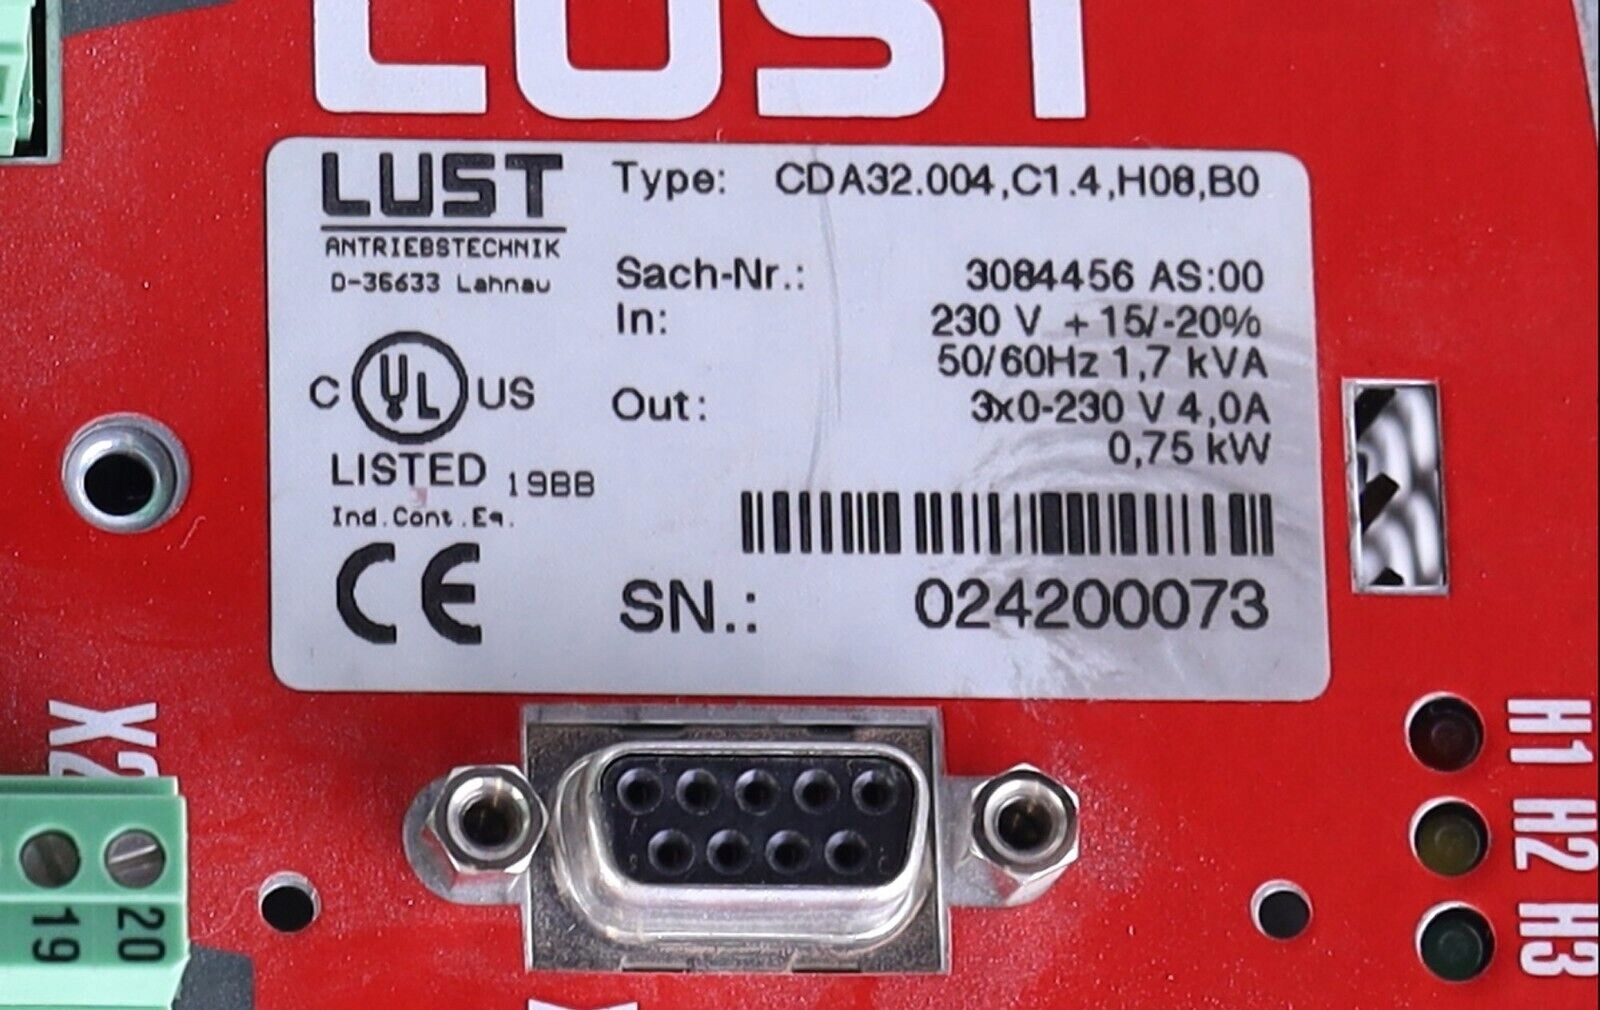 LUST
LUST
ANTRIEBSTECHNIK
D-35633 Lahnau
Type: CDA32.004,C1.4,H08,B0
Sach-Nr.: 3084456 AS:00
In: 230 V +15/-20%
50/60Hz 1,7 kVA
Out: 3x0-230 V 4,0A
0,75 kW
C UL US
LISTED 19BB
Ind.Cont.Eq.
CE
SN.: 024200073
X2
19 20
H1 H2 H3